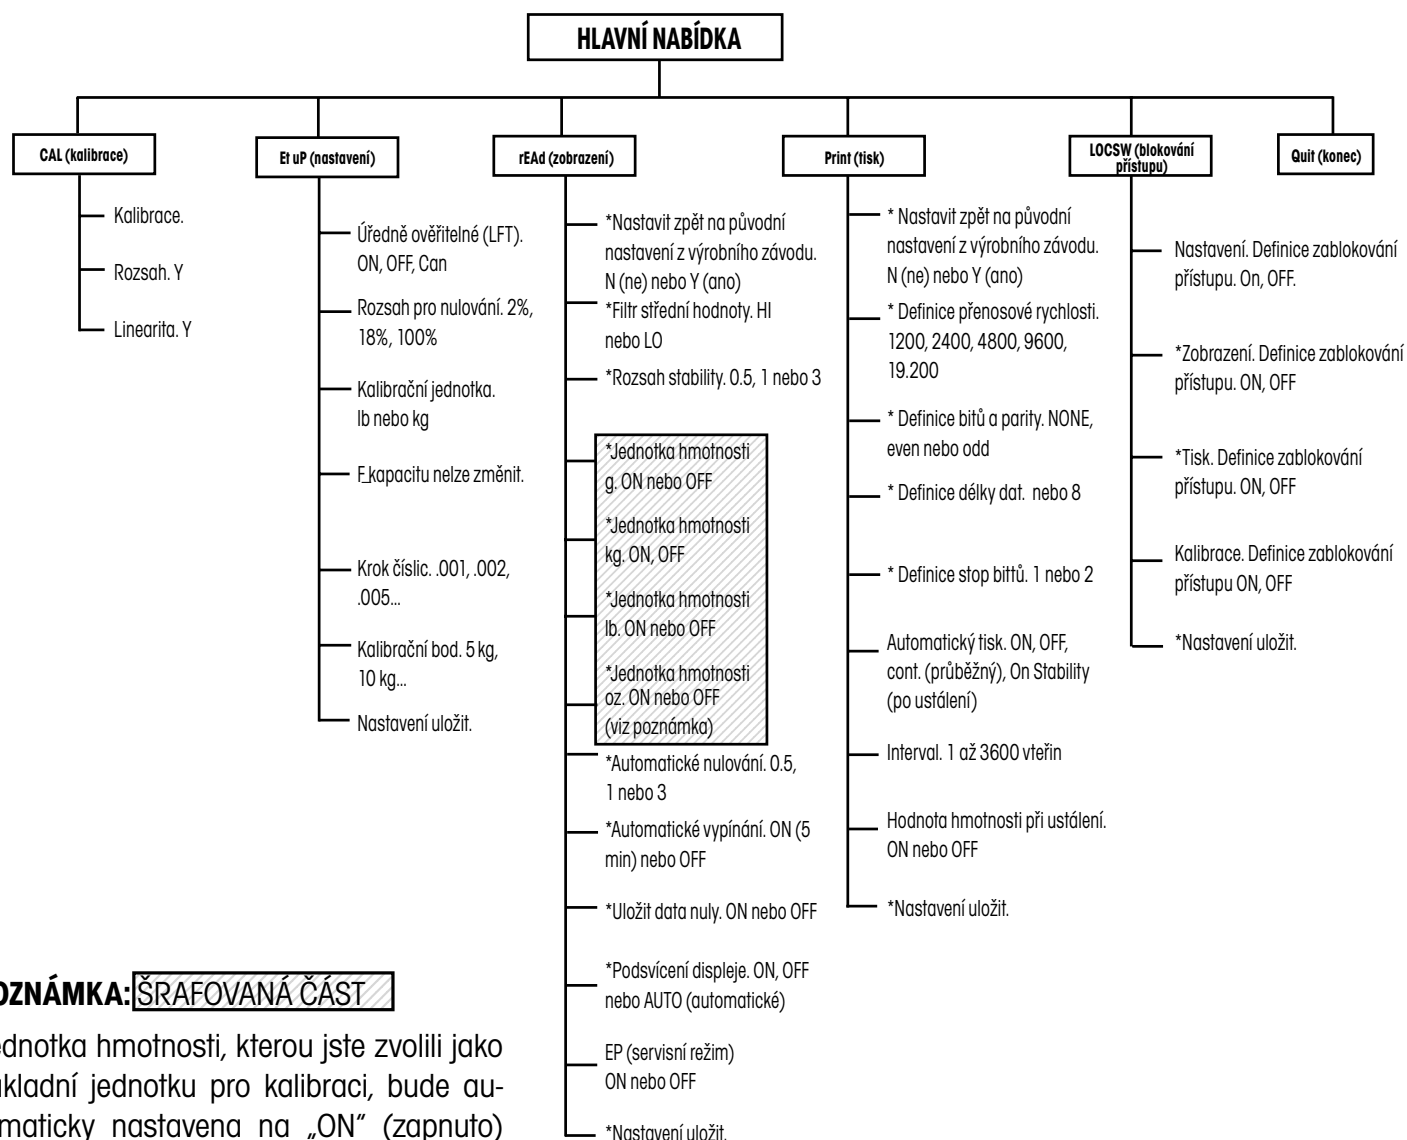 HLAVNÍ NABÍDKA
CAL (kalibrace)
Kalibrace.
Rozsah. Y
Linearita. Y
Et uP (nastavení)
Úředně ověřitelné (LFT).
ON, OFF, Can
Rozsah pro nulování. 2%,
18%, 100%
Kalibrační jednotka.
lb nebo kg
F_kapacitu nelze změnit.
Krok číslic. .001, .002,
.005...
Kalibrační bod. 5 kg,
10 kg...
Nastavení uložit.
rEAd (zobrazení)
*Nastavit zpět na původní
nastavení z výrobního závodu.
N (ne) nebo Y (ano)
*Filtr střední hodnoty. HI
nebo LO
*Rozsah stability. 0.5, 1 nebo 3
*Jednotka hmotnosti
g. ON nebo OFF
*Jednotka hmotnosti
kg. ON, OFF
*Jednotka hmotnosti
lb. ON nebo OFF
*Jednotka hmotnosti
oz. ON nebo OFF
(viz poznámka)
*Automatické nulování. 0.5,
1 nebo 3
*Automatické vypínání. ON (5
min) nebo OFF
*Uložit data nuly. ON nebo OFF
*Podsvícení displeje. ON, OFF
nebo AUTO (automatické)
EP (servisní režim)
ON nebo OFF
*Nastavení uložit.
Print (tisk)
* Nastavit zpět na původní
nastavení z výrobního závodu.
N (ne) nebo Y (ano)
* Definice přenosové rychlosti.
1200, 2400, 4800, 9600,
19.200
* Definice bitů a parity. NONE,
even nebo odd
* Definice délky dat. nebo 8
* Definice stop bittů. 1 nebo 2
Automatický tisk. ON, OFF,
cont. (průběžný), On Stability
(po ustálení)
Interval. 1 až 3600 vteřin
Hodnota hmotnosti při ustálení.
ON nebo OFF
*Nastavení uložit.
LOCSW (blokování
přístupu)
Nastavení. Definice zablokování
přístupu. On, OFF.
*Zobrazení. Definice zablokování
přístupu. ON, OFF
*Tisk. Definice zablokování
přístupu. ON, OFF
Kalibrace. Definice zablokování
přístupu ON, OFF
*Nastavení uložit.
Quit (konec)
OZNÁMKA: ŠRAFOVANÁ ČÁST
ednotka hmotnosti, kterou jste zvolili jako
kladní jednotku pro kalibraci, bude au-
maticky nastavena na „ON“ (zapnuto)